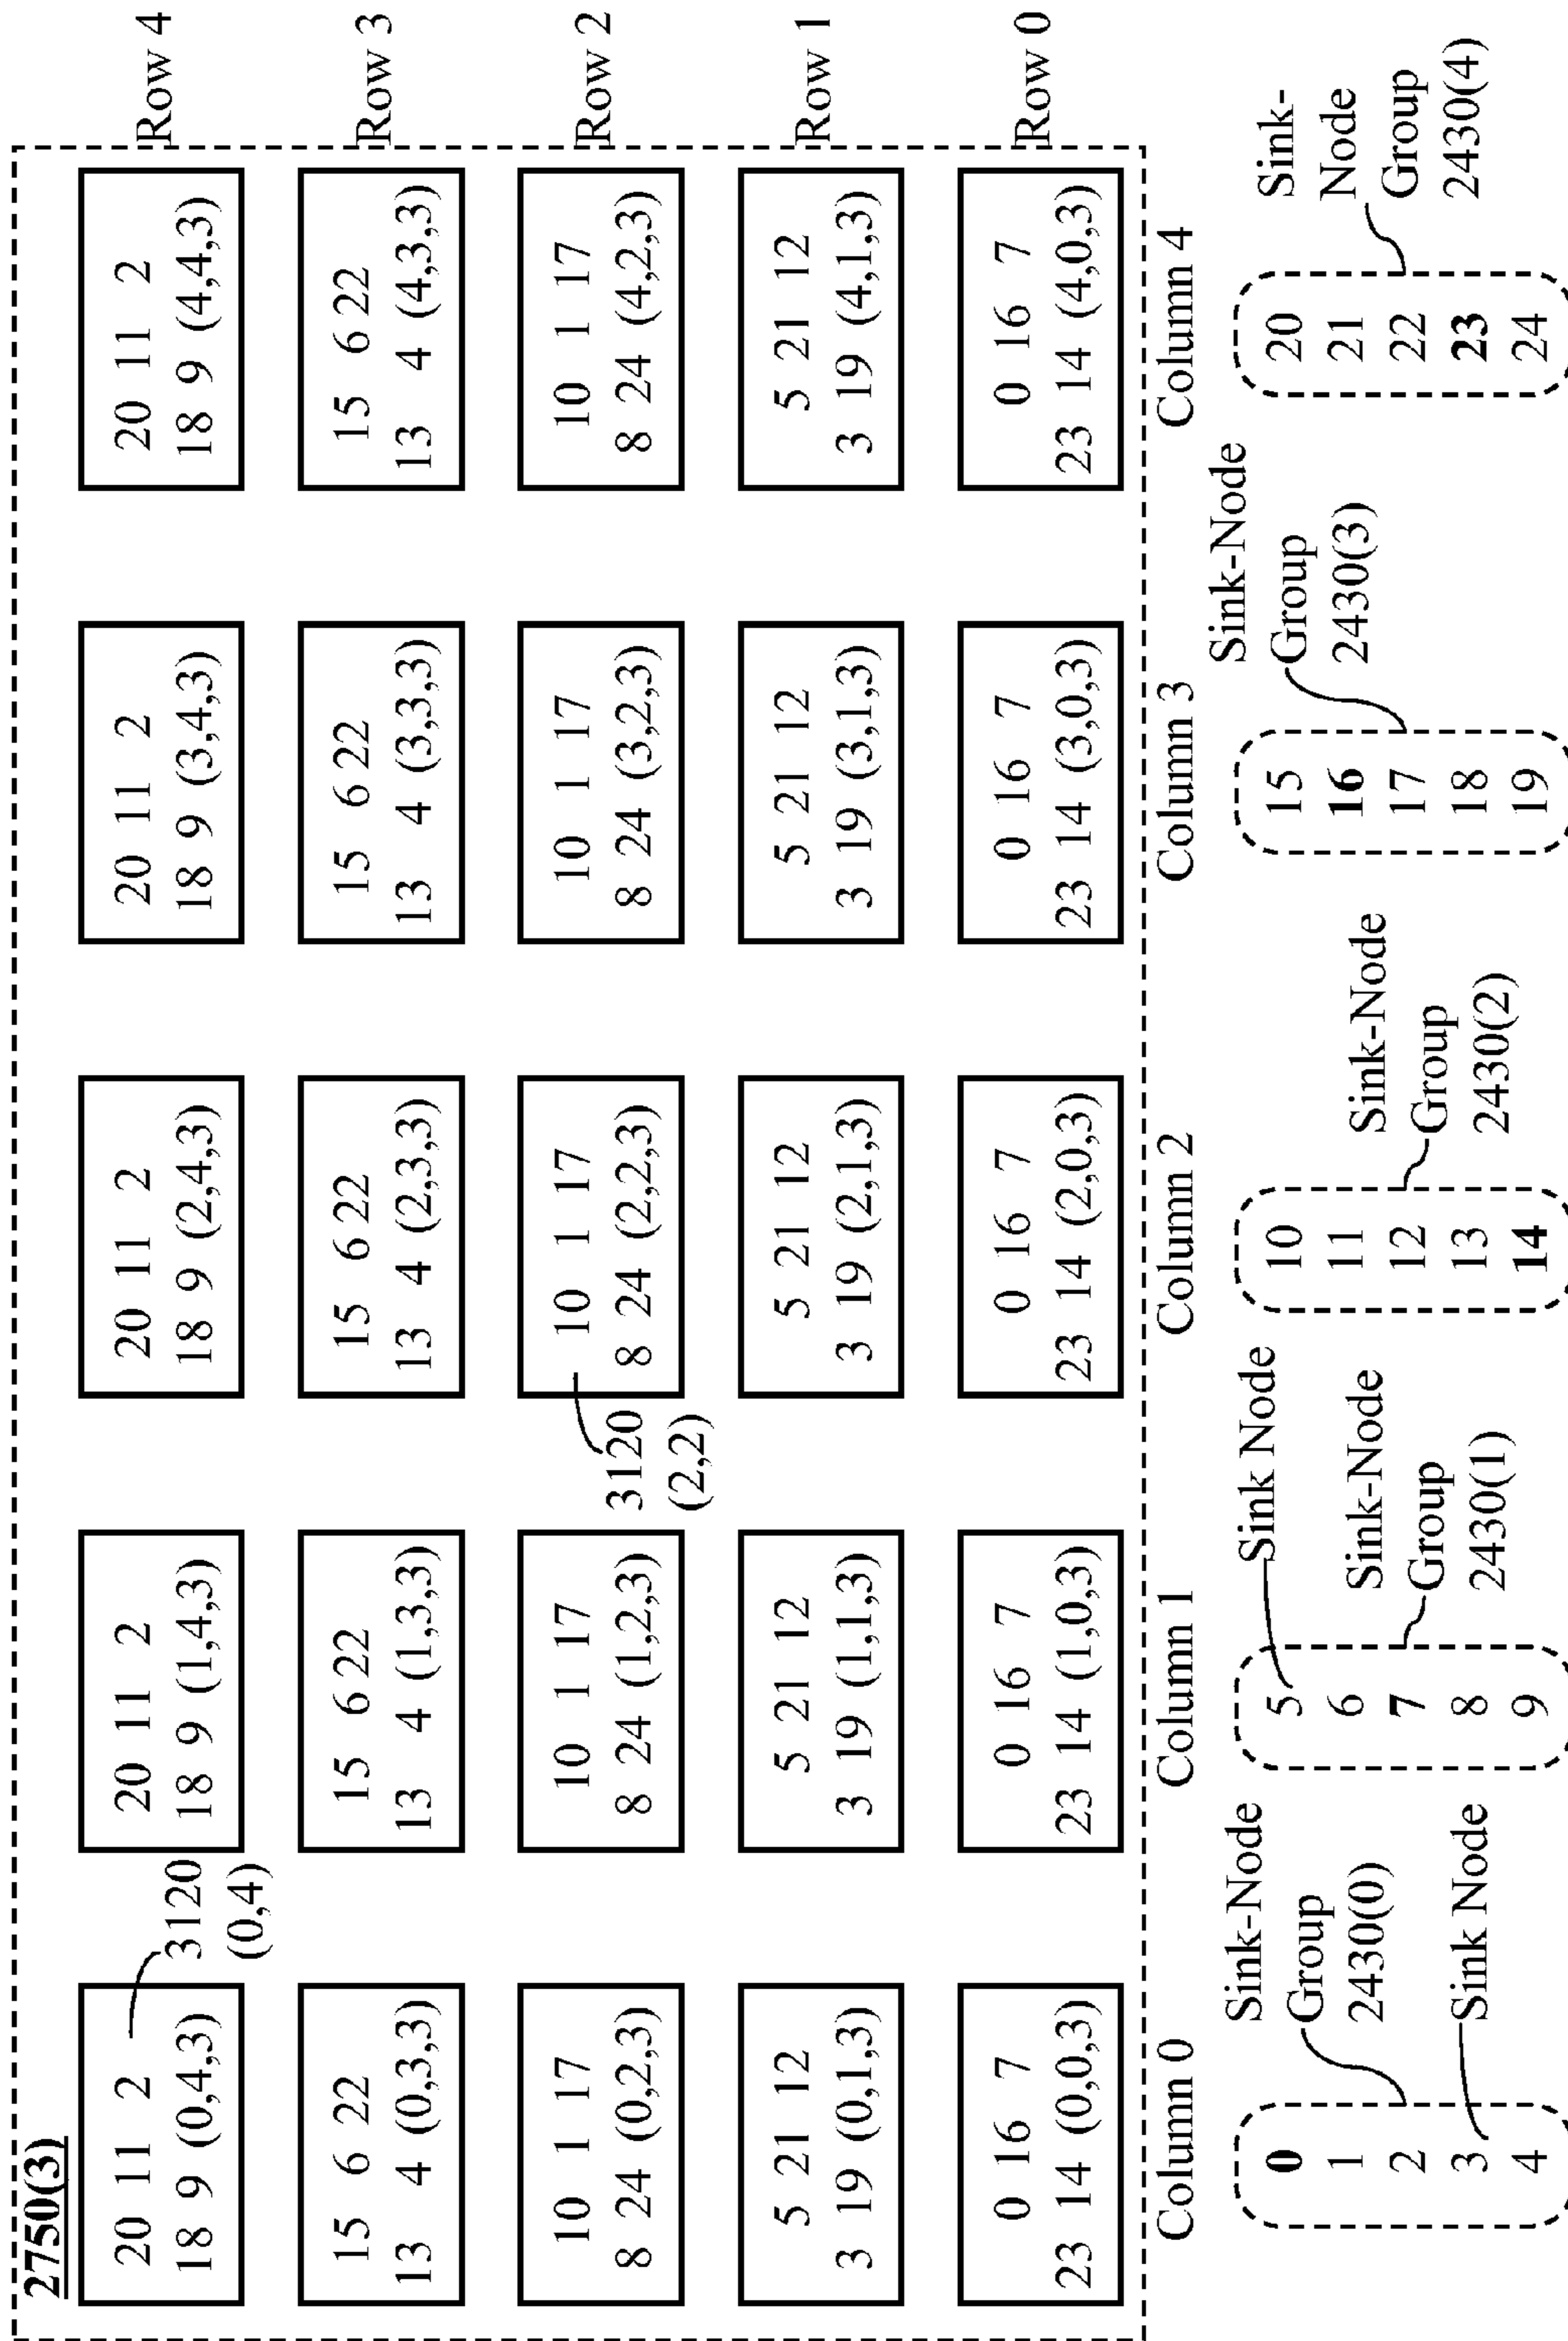 2750(3)
20 11 2
18 9 (0,4,3)
3120
(0,4)
20 11 2
18 9 (1,4,3)
20 11 2
18 9 (2,4,3)
20 11 2
18 9 (3,4,3)
20 11 2
18 9 (4,4,3)
Row 4
15 6 22
13 4 (0,3,3)
15 6 22
13 4 (1,3,3)
15 6 22
13 4 (2,3,3)
15 6 22
13 4 (3,3,3)
15 6 22
13 4 (4,3,3)
Row 3
10 1 17
8 24 (0,2,3)
10 1 17
8 24 (1,2,3)
3120
(2,2)
10 1 17
8 24 (2,2,3)
10 1 17
8 24 (3,2,3)
10 1 17
8 24 (4,2,3)
Row 2
5 21 12
3 19 (0,1,3)
5 21 12
3 19 (1,1,3)
5 21 12
3 19 (2,1,3)
5 21 12
3 19 (3,1,3)
5 21 12
3 19 (4,1,3)
Row 1
0 16 7
23 14 (0,0,3)
0 16 7
23 14 (1,0,3)
0 16 7
23 14 (2,0,3)
0 16 7
23 14 (3,0,3)
0 16 7
23 14 (4,0,3)
Row 0
Column 0
Column 1
Column 2
Column 3
Column 4
0
1
2
3
4
Sink-Node
Group
2430(0)
Sink Node
5
6
7
8
9
Sink Node
Sink-Node
Group
2430(1)
10
11
12
13
14
Sink-Node
Group
2430(2)
15
16
17
18
19
Sink-Node
Group
2430(3)
20
21
22
23
24
Sink-
Node
Group
2430(4)